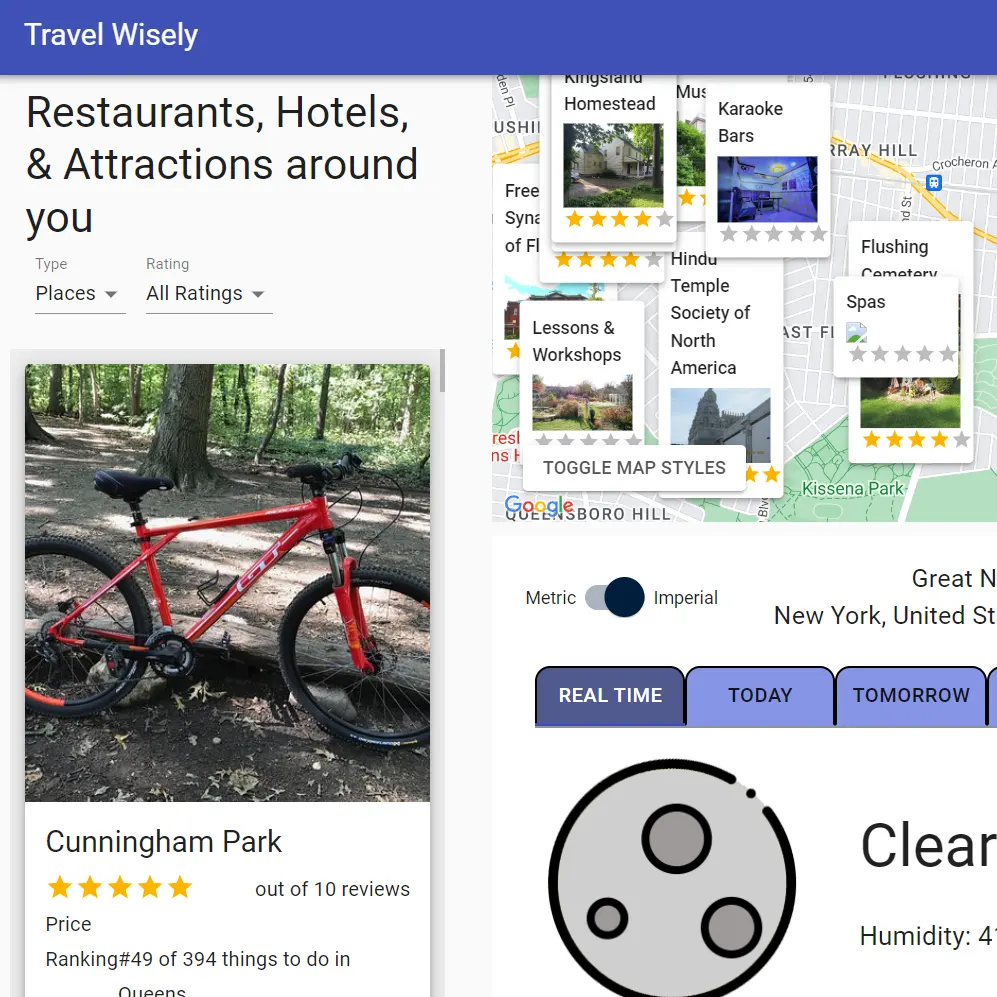 Travel Wisely
Restaurants, Hotels,
& Attractions around
you
Type
Places
Rating
All Ratings
GT
Cunningham Park
out of 10 reviews
Price
Ranking#49 of 394 things to do in
Queens
Kingsland
Homestead
Mus
Karaoke
Bars
FLUSHING
USHI
RRAY HILL
Crocheron A
Free
Syna
of Fl
Hindu
Temple
Society of
North
America
Flushing
Cemetery
Spas
AST FL
Lessons &
Workshops
TOGGLE MAP STYLES
Kissena Park
Google
QUEENSBORO HILL
Metric
Imperial
Great N
New York, United St
REAL TIME
TODAY
TOMORROW
Clear
Humidity: 41